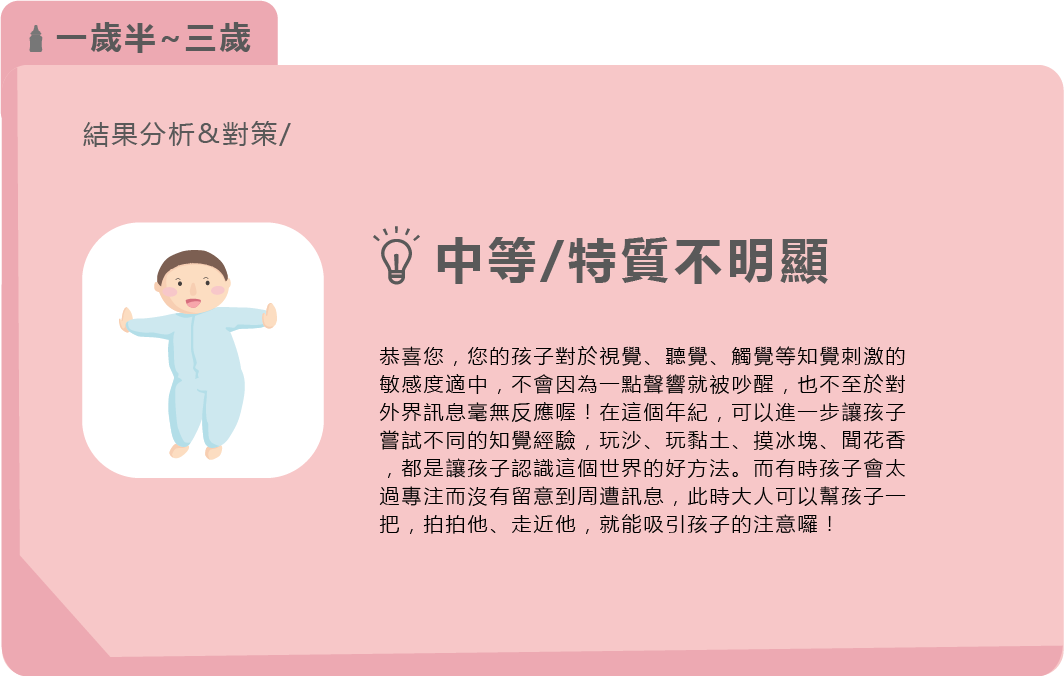 一歲半~三歲
結果分析&對策/
中等/特質不明顯
恭喜您，您的孩子對於視覺、聽覺、觸覺等知覺刺激的
敏感度適中，不會因為一點聲響就被吵醒，也不至於對
外界訊息毫無反應喔！在這個年紀，可以進一步讓孩子
嘗試不同的知覺經驗，玩沙、玩黏土、摸冰塊、聞花香
，都是讓孩子認識這個世界的好方法。而有時孩子會太
過專注而沒有留意到周遭訊息，此時大人可以幫孩子一
把，拍拍他、走近他，就能吸引孩子的注意囉！